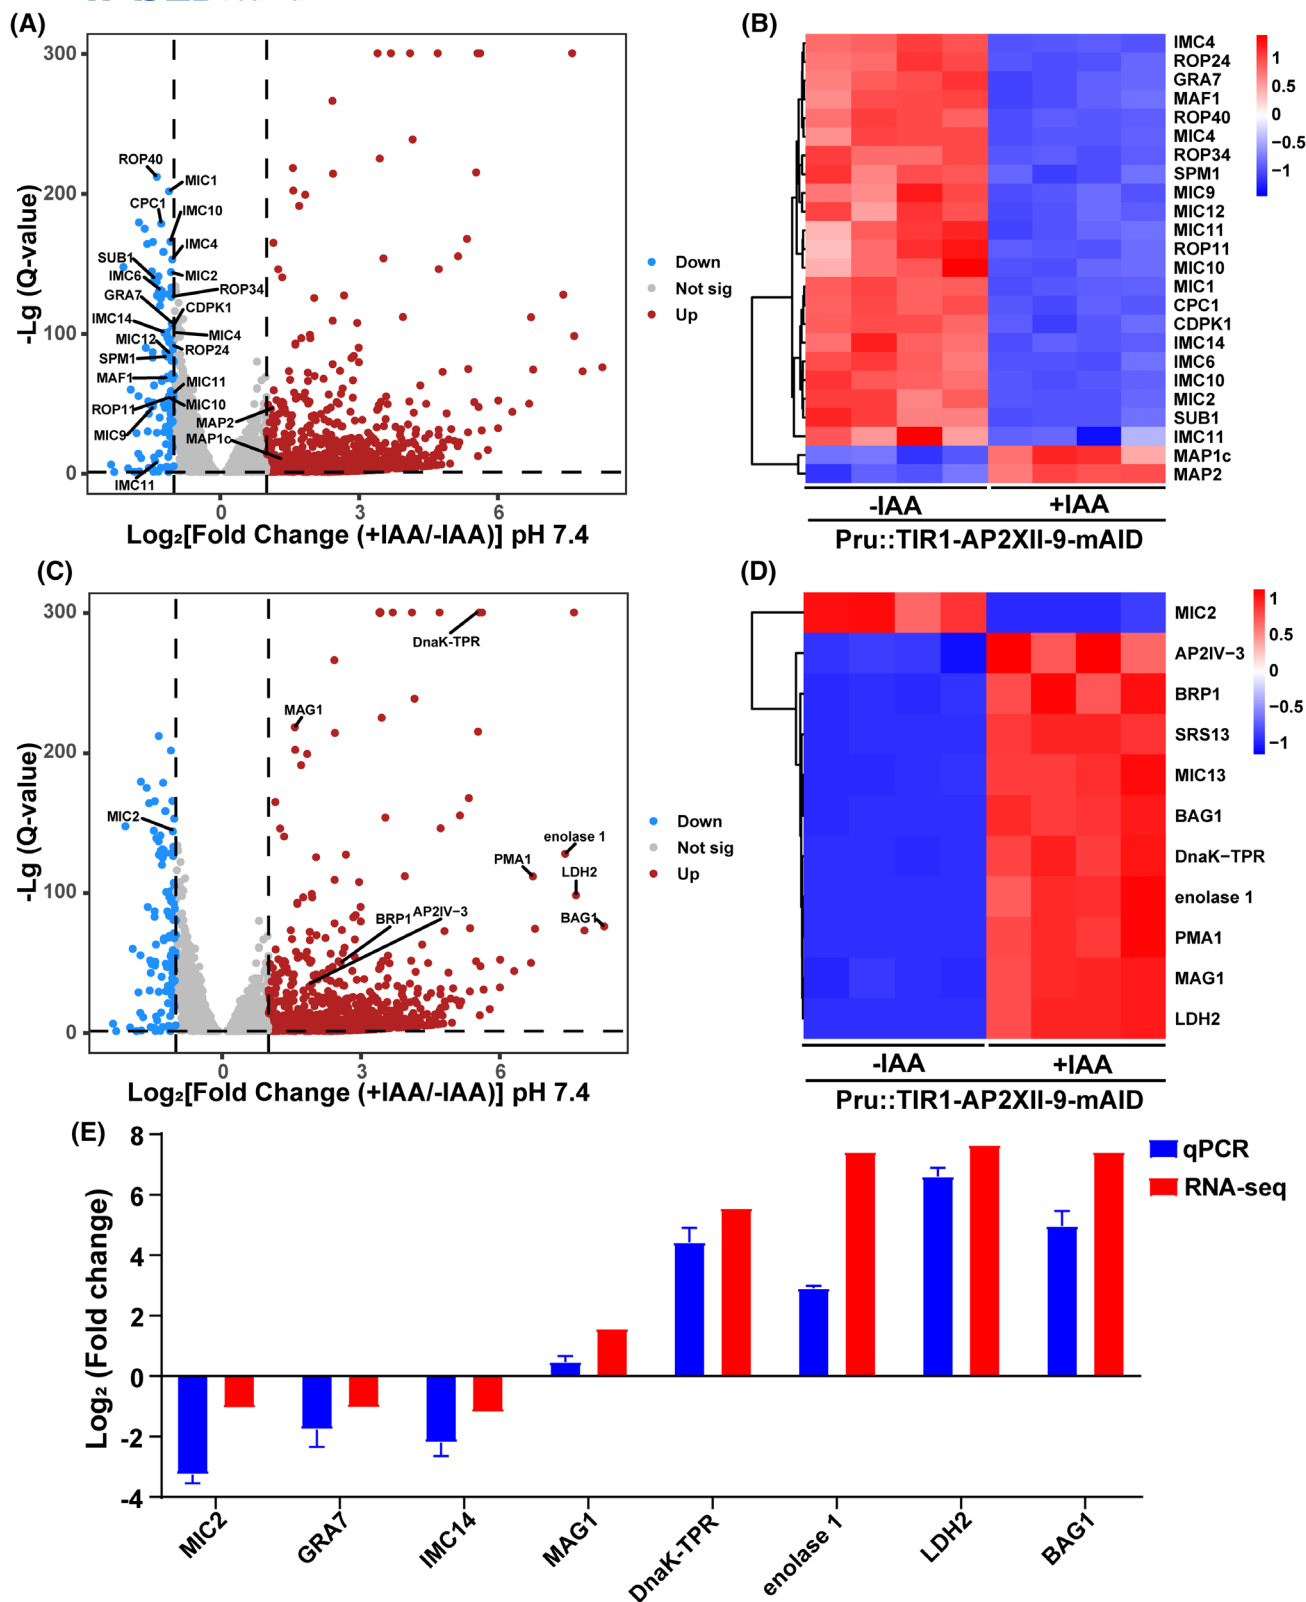 (A)
-Lg (Q-value)
300
200
100
0
ROP40
MIC1
CPC1
IMC10
IMC4
SUB1
IMC6
MIC2
GRA7
ROP34
CDPK1
IMC14
MIC4
MIC12
ROP24
SPM1
MAF1
MIC11
ROP11
MIC10
MAP2
MIC9
MAP1c
IMC11
0 3 6
Log₂[Fold Change (+IAA/-IAA)] pH 7.4
Down
Not sig
Up
(B)
IMC4
ROP24
GRA7
MAF1
ROP40
MIC4
ROP34
SPM1
MIC9
MIC12
MIC11
ROP11
MIC10
MIC1
CPC1
CDPK1
IMC14
IMC6
IMC10
MIC2
SUB1
IMC11
MAP1c
MAP2
1
0.5
0
−0.5
−1
-IAA +IAA
Pru::TIR1-AP2XII-9-mAID
(C)
-Lg (Q-value)
300
200
100
0
DnaK-TPR
MAG1
MIC2
enolase 1
PMA1
LDH2
BAG1
BRP1
AP2IV−3
0 3 6
Log₂[Fold Change (+IAA/-IAA)] pH 7.4
Down
Not sig
Up
(D)
MIC2
AP2IV−3
BRP1
SRS13
MIC13
BAG1
DnaK−TPR
enolase 1
PMA1
MAG1
LDH2
1
0.5
0
−0.5
−1
-IAA +IAA
Pru::TIR1-AP2XII-9-mAID
(E)
Log₂ (Fold change)
8
6
4
2
0
-2
-4
qPCR
RNA-seq
MIC2
GRA7
IMC14
MAG1
DnaK-TPR
enolase 1
LDH2
BAG1